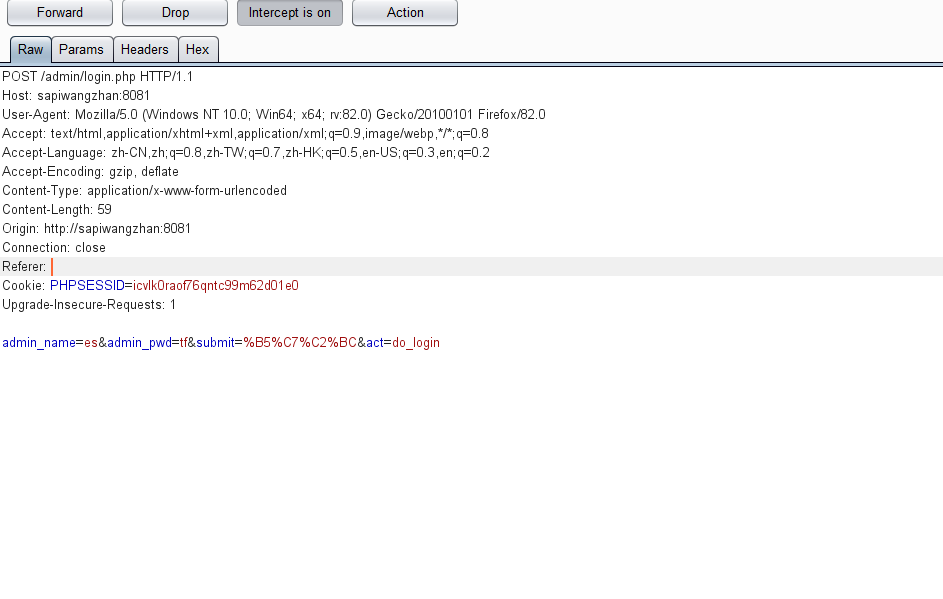 Forward Drop Intercept is on Action
Raw Params Headers Hex
POST /admin/login.php HTTP/1.1
Host: sapiwangzhan:8081
User-Agent: Mozilla/5.0 (Windows NT 10.0; Win64; x64; rv:82.0) Gecko/20100101 Firefox/82.0
Accept: text/html,application/xhtml+xml,application/xml;q=0.9,image/webp,*/*;q=0.8
Accept-Language: zh-CN,zh;q=0.8,zh-TW;q=0.7,zh-HK;q=0.5,en-US;q=0.3,en;q=0.2
Accept-Encoding: gzip, deflate
Content-Type: application/x-www-form-urlencoded
Content-Length: 59
Origin: http://sapiwangzhan:8081
Connection: close
Referer:
Cookie: PHPSESSID=icvlk0raof76qntc99m62d01e0
Upgrade-Insecure-Requests: 1
admin_name=es&admin_pwd=tf&submit=%B5%C7%C2%BC&act=do_login